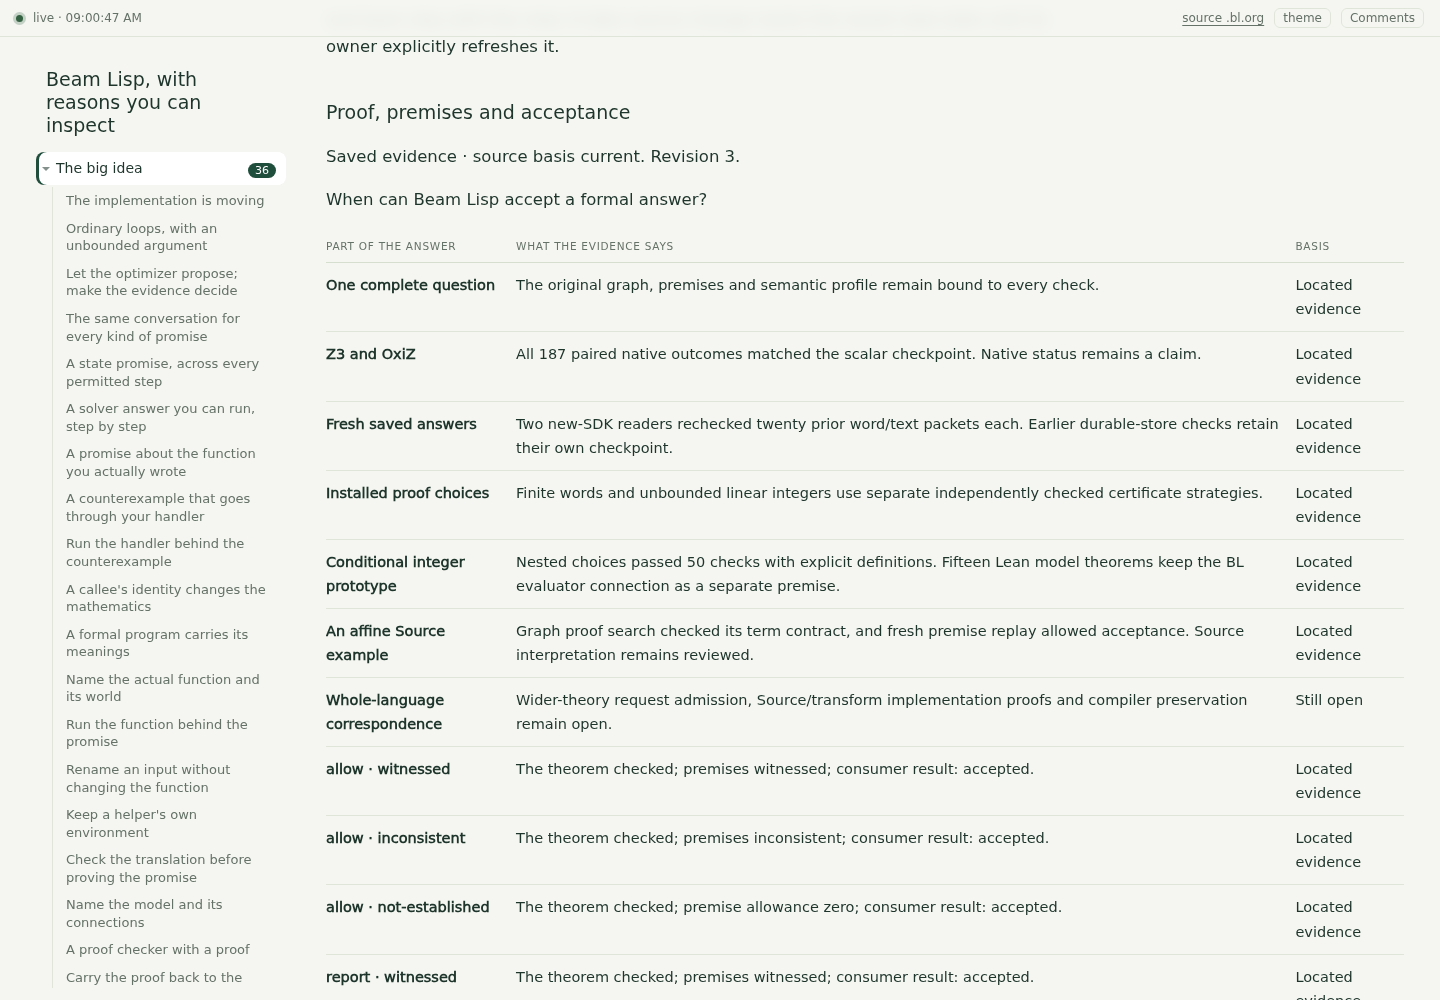 live · 09:00:47 AM
source .bl.org
theme
Comments
Beam Lisp, with
reasons you can
inspect
The big idea
36
The implementation is moving
Ordinary loops, with an
unbounded argument
Let the optimizer propose;
make the evidence decide
The same conversation for
every kind of promise
A state promise, across every
permitted step
A solver answer you can run,
step by step
A promise about the function
you actually wrote
A counterexample that goes
through your handler
Run the handler behind the
counterexample
A callee's identity changes the
mathematics
A formal program carries its
meanings
Name the actual function and
its world
Run the function behind the
promise
Rename an input without
changing the function
Keep a helper's own
environment
Check the translation before
proving the promise
Name the model and its
connections
A proof checker with a proof
Carry the proof back to the
owner explicitly refreshes it.
Proof, premises and acceptance
Saved evidence · source basis current. Revision 3.
When can Beam Lisp accept a formal answer?
PART OF THE ANSWER
WHAT THE EVIDENCE SAYS
BASIS
One complete question
The original graph, premises and semantic profile remain bound to every check.
Located
evidence
Z3 and OxiZ
All 187 paired native outcomes matched the scalar checkpoint. Native status remains a claim.
Located
evidence
Fresh saved answers
Two new-SDK readers rechecked twenty prior word/text packets each. Earlier durable-store checks retain
their own checkpoint.
Located
evidence
Installed proof choices
Finite words and unbounded linear integers use separate independently checked certificate strategies.
Located
evidence
Conditional integer
prototype
Nested choices passed 50 checks with explicit definitions. Fifteen Lean model theorems keep the BL
evaluator connection as a separate premise.
Located
evidence
An affine Source
example
Graph proof search checked its term contract, and fresh premise replay allowed acceptance. Source
interpretation remains reviewed.
Located
evidence
Whole-language
correspondence
Wider-theory request admission, Source/transform implementation proofs and compiler preservation
remain open.
Still open
allow · witnessed
The theorem checked; premises witnessed; consumer result: accepted.
Located
evidence
allow · inconsistent
The theorem checked; premises inconsistent; consumer result: accepted.
Located
evidence
allow · not-established
The theorem checked; premise allowance zero; consumer result: accepted.
Located
evidence
report · witnessed
The theorem checked; premises witnessed; consumer result: accepted.
Located